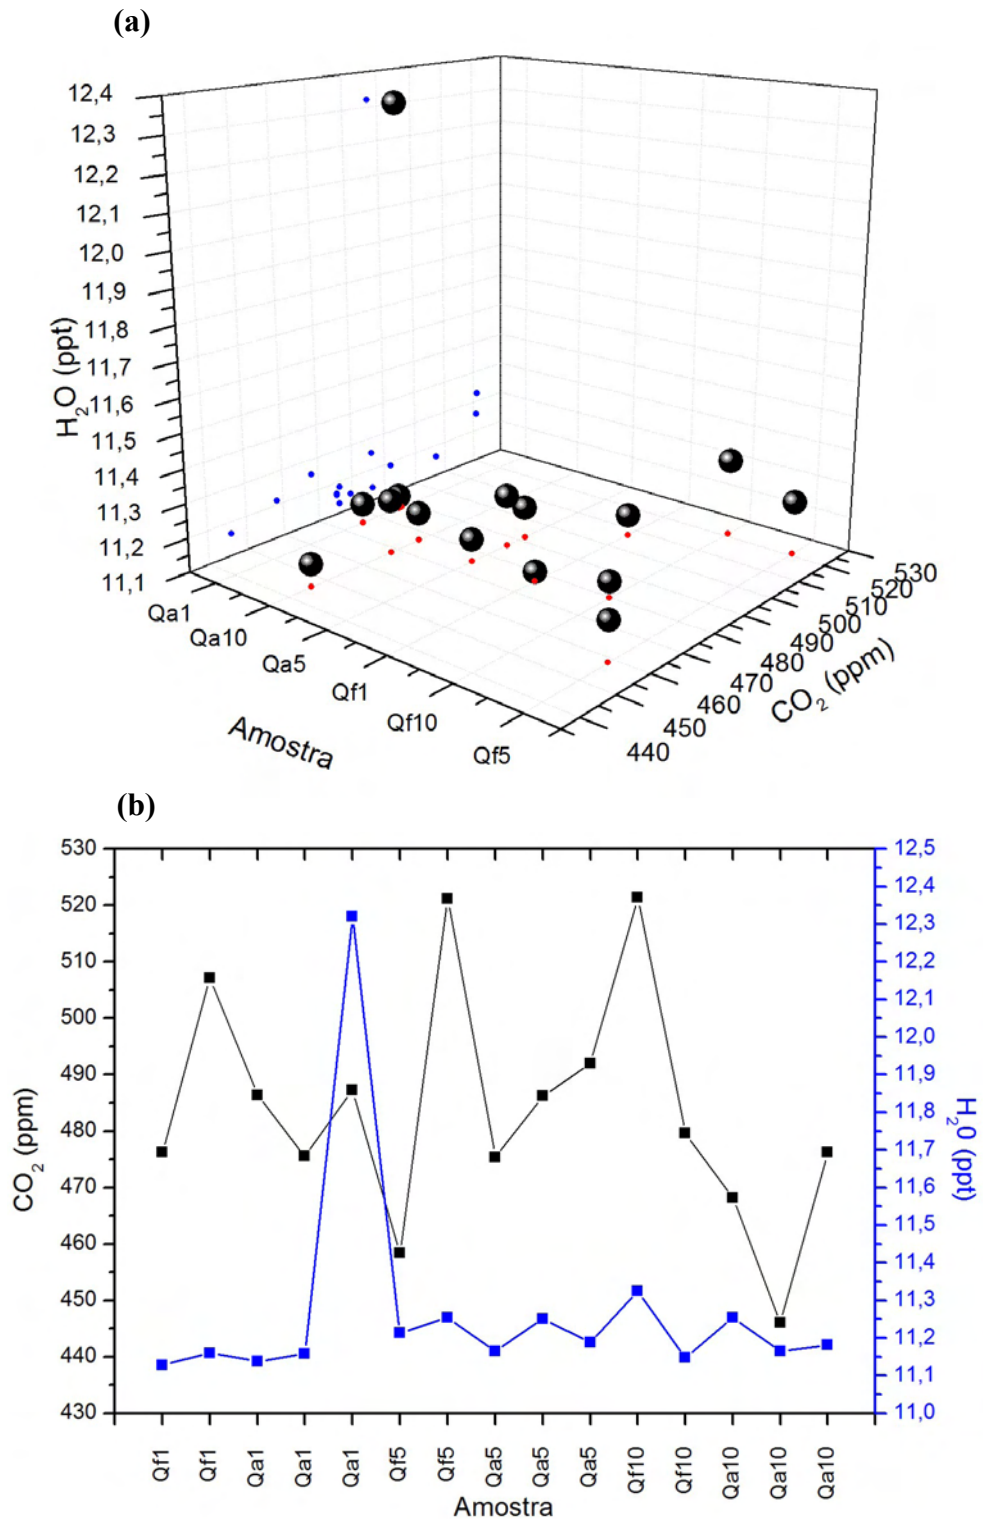 (a)
12,4
12,3
12,2
12,1
12,0
11,9
11,8
11,7
11,6
11,5
11,4
11,3
11,2
11,1
H2O (ppt)
Qa1
Qa10
Qa5
Qf1
Qf10
Qf5
Amostra
440
450
460
470
480
490
500
510
520
530
CO2 (ppm)
(b)
530
520
510
500
490
480
470
460
450
440
430
CO2 (ppm)
12,5
12,4
12,3
12,2
12,1
12,0
11,9
11,8
11,7
11,6
11,5
11,4
11,3
11,2
11,1
11,0
H20 (ppt)
Qf1
Qf1
Qa1
Qa1
Qa1
Qf5
Qf5
Qa5
Qa5
Qa5
Qf10
Qf10
Qa10
Qa10
Qa10
Amostra